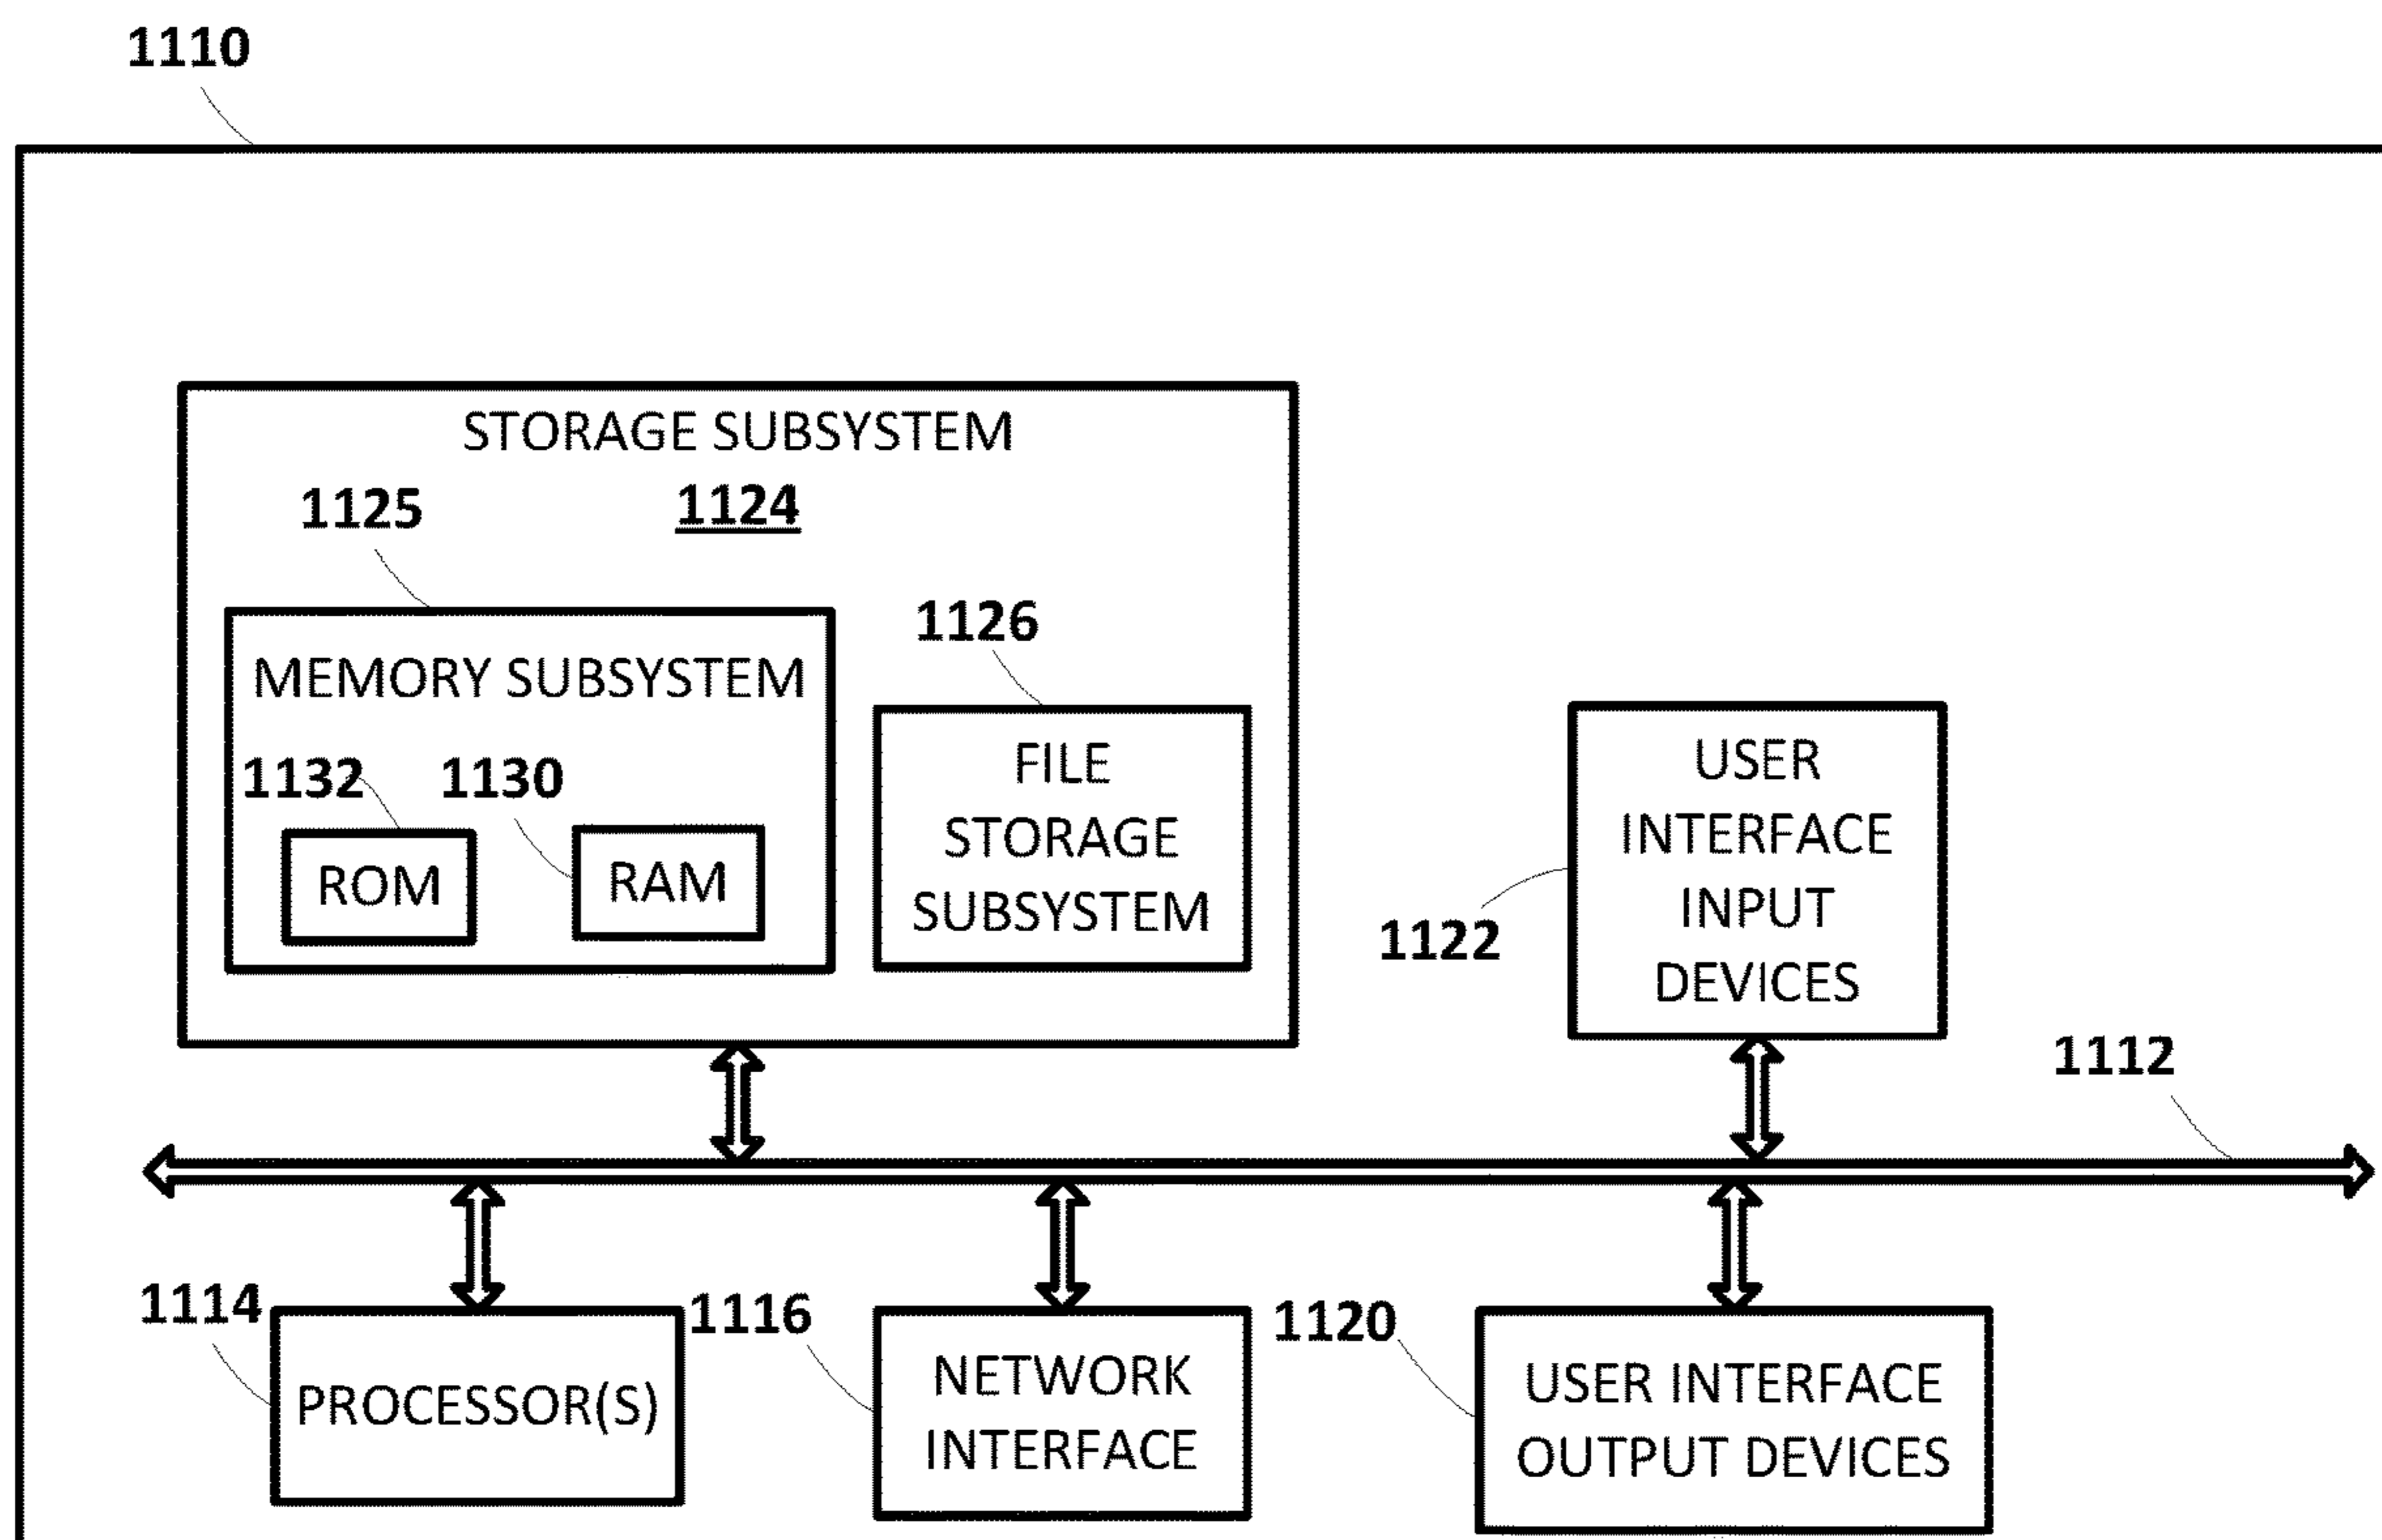 1110
STORAGE SUBSYSTEM
1124
1125
MEMORY SUBSYSTEM
1132
1130
ROM
RAM
1126
FILE
STORAGE
SUBSYSTEM
USER
INTERFACE
INPUT
DEVICES
1122
1112
1114
PROCESSOR(S)
1116
NETWORK
INTERFACE
1120
USER INTERFACE
OUTPUT DEVICES